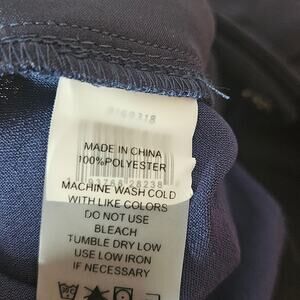 MADE IN CHINA
100%POLYESTER
MACHINE WASH COLD
WITH LIKE COLORS
DO NOT USE
BLEACH
TUMBLE DRY LOW
USE LOW IRON
IF NECESSARY